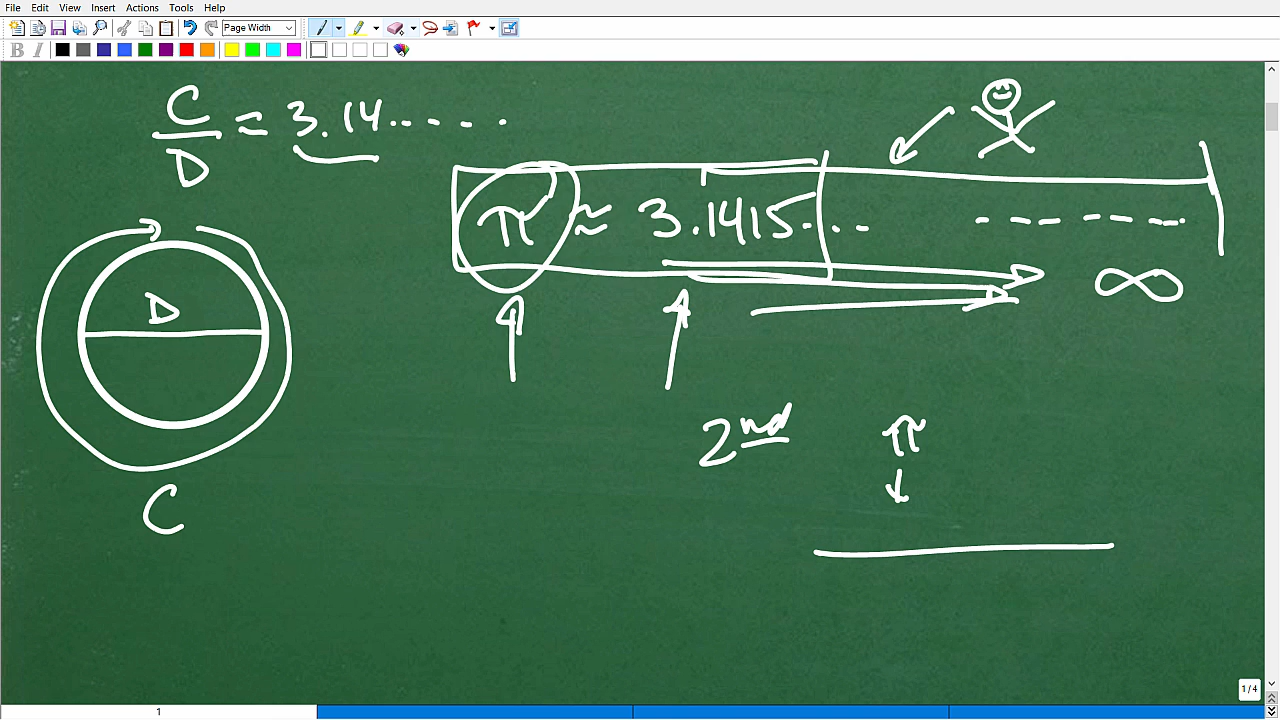 File Edit View Insert Actions Tools Help
Page Width
B I
C
D
≈ 3.14.....
π ≈ 3.1415... ------
D
∞
2nd π
C
1/4
1